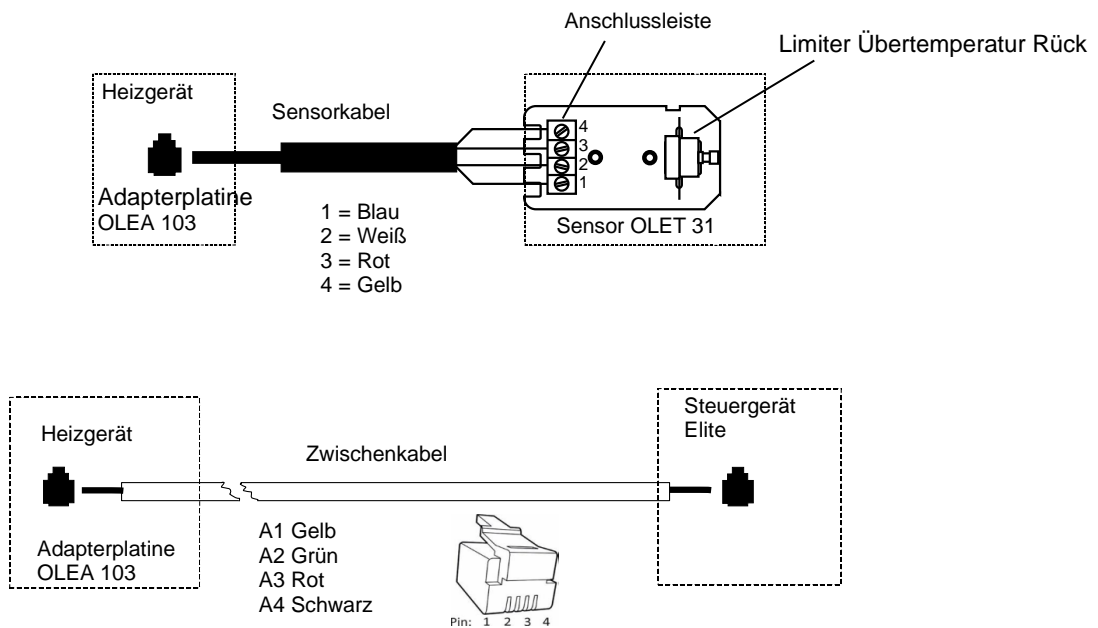 Anschlussleiste
Limiter Übertemperatur Rück
Heizgerät
Sensorkabel
4
3
2
1
Adapterplatine
OLEA 103
1 = Blau
2 = Weiß
3 = Rot
4 = Gelb
Sensor OLET 31
Heizgerät
Zwischenkabel
Steuergerät
Elite
Adapterplatine
OLEA 103
A1 Gelb
A2 Grün
A3 Rot
A4 Schwarz
Pin: 1 2 3 4